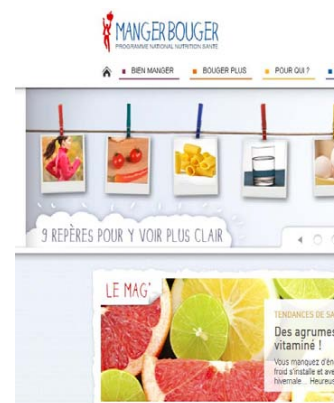 MANGER BOUGER
PROGRAMME NATIONAL NUTRITION SANTÉ
BIEN MANGER
BOUGER PLUS
POUR QUI ?
9 REPÈRES POUR Y VOIR PLUS CLAIR
LE MAG'
TENDANCES DE SA
Des agrumes
vitaminé !
Vous manquez d'én
froid s'installe et ave
hivernale... Heureus